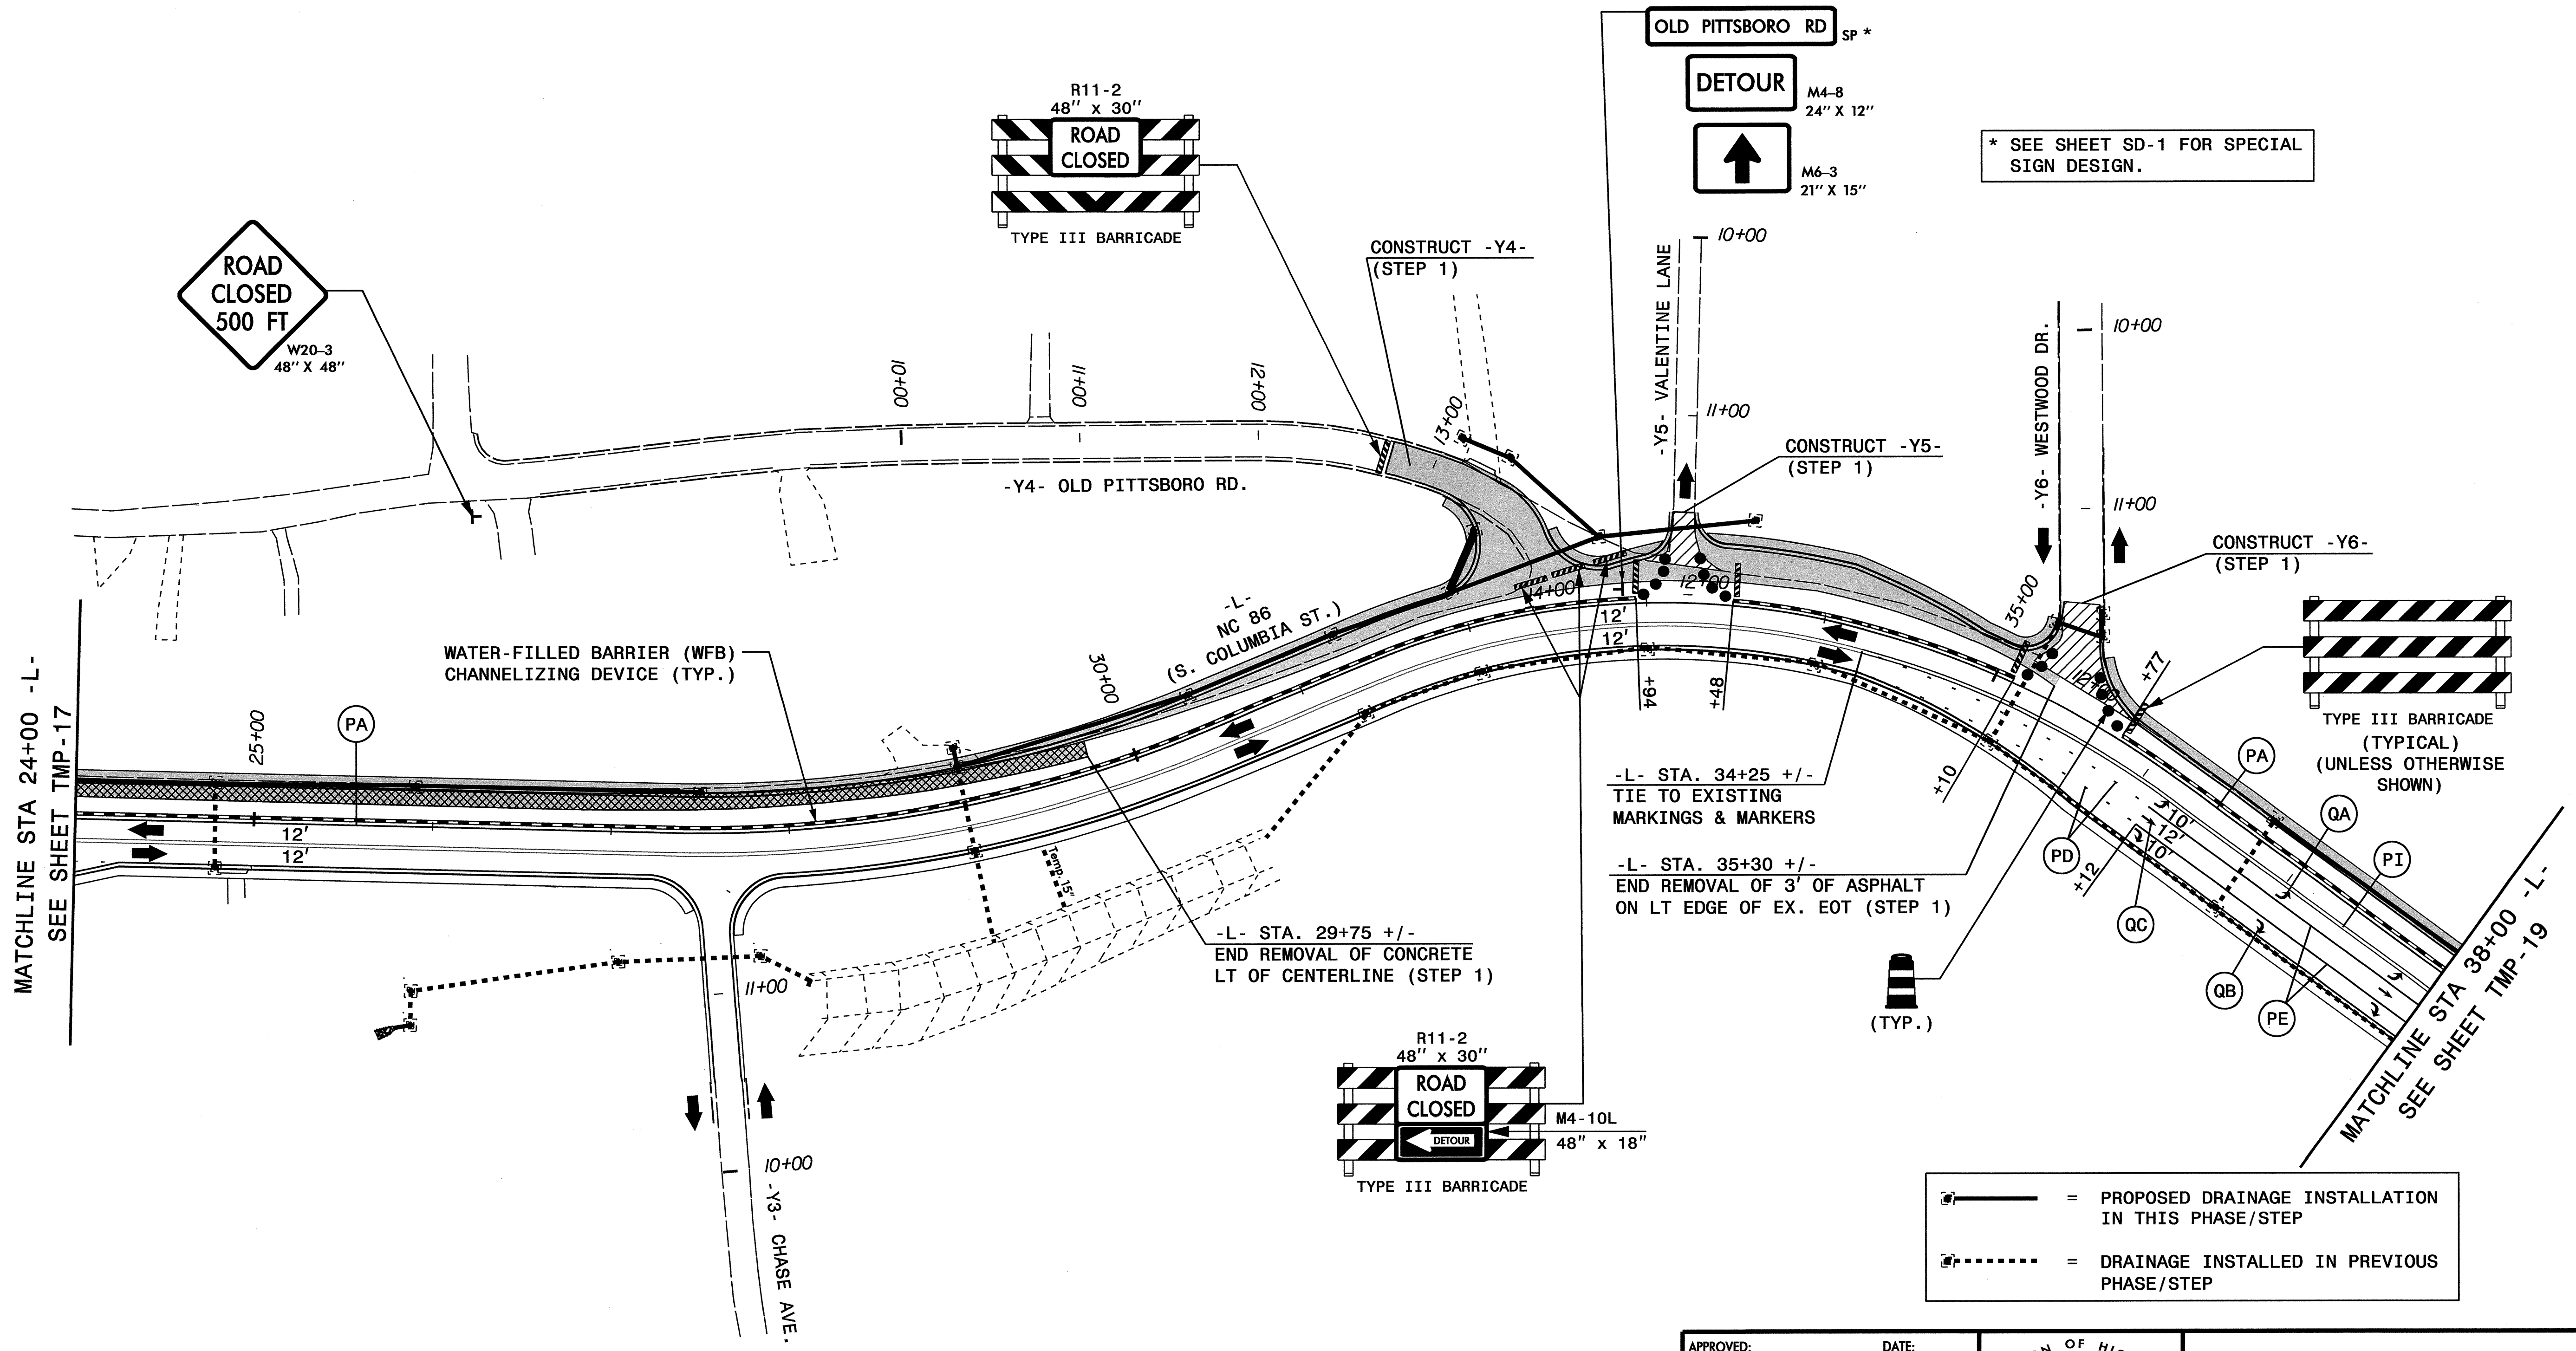 OLD PITTSBORO RD
SP *
DETOUR
M4-8
24" X 12"
M6-3
21" X 15"
* SEE SHEET SD-1 FOR SPECIAL
SIGN DESIGN.
R11-2
48" x 30"
ROAD
CLOSED
TYPE III BARRICADE
ROAD
CLOSED
500 FT
W20-3
48" X 48"
CONSTRUCT -Y4-
(STEP 1)
-Y5- VALENTINE LANE
10+00
11+00
12+00
CONSTRUCT -Y5-
(STEP 1)
-Y6- WESTWOOD DR.
10+00
11+00
12+00
CONSTRUCT -Y6-
(STEP 1)
10+00
11+00
12+00
13+00
14+00
-Y4- OLD PITTSBORO RD.
-L-
NC 86
(S. COLUMBIA ST.)
WATER-FILLED BARRIER (WFB)
CHANNELIZING DEVICE (TYP.)
MATCHLINE STA 24+00 -L-
SEE SHEET TMP-17
25+00
PA
12'
12'
30+00
12'
12'
+94
+48
35+00
+10
+77
TYPE III BARRICADE
(TYPICAL)
(UNLESS OTHERWISE
SHOWN)
-L- STA. 34+25 +/-
TIE TO EXISTING
MARKINGS & MARKERS
-L- STA. 35+30 +/-
END REMOVAL OF 3' OF ASPHALT
ON LT EDGE OF EX. EOT (STEP 1)
-L- STA. 29+75 +/-
END REMOVAL OF CONCRETE
LT OF CENTERLINE (STEP 1)
Temp. 15"
(TYP.)
PA
QA
PI
PD
10'
12'
10'
+12
QC
QB
PE
MATCHLINE STA 38+00 -L-
SEE SHEET TMP-19
11+00
10+00
-Y3- CHASE AVE.
R11-2
48" x 30"
ROAD
CLOSED
DETOUR
M4-10L
48" x 18"
TYPE III BARRICADE
= PROPOSED DRAINAGE INSTALLATION
IN THIS PHASE/STEP
= DRAINAGE INSTALLED IN PREVIOUS
PHASE/STEP
APPROVED:
DATE:
OF